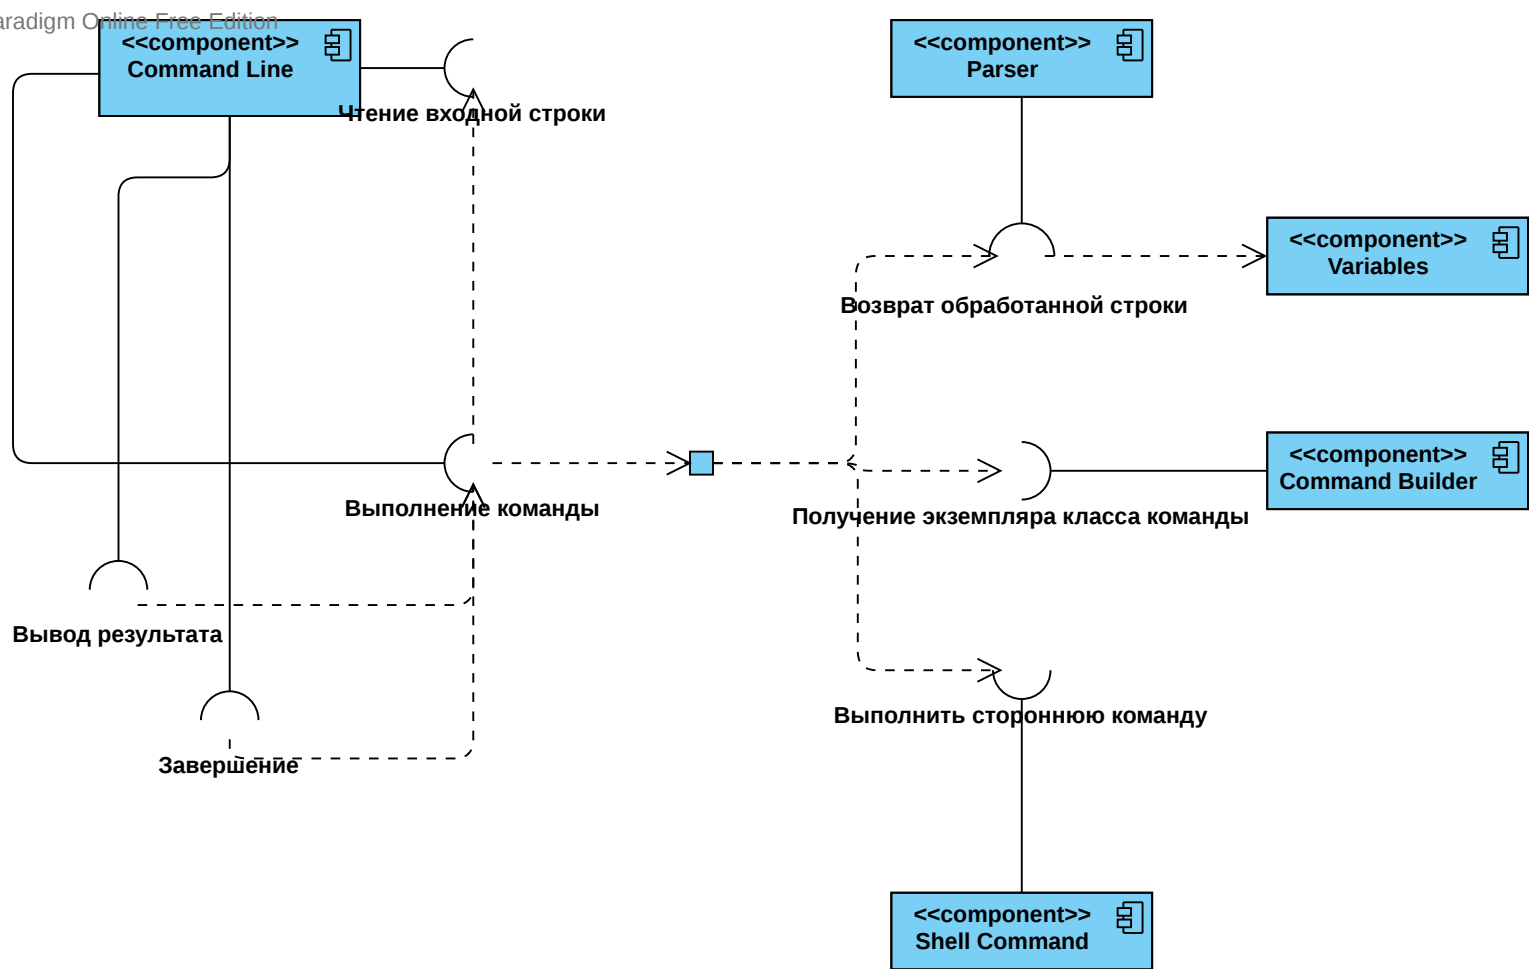 aradigm Online Free Edition
<<component>>
Command Line
<<component>>
Parser
Чтение входной строки
<<component>>
Variables
Возврат обработанной строки
<<component>>
Command Builder
Выполнение команды
Получение экземпляра класса команды
Вывод результата
Выполнить стороннюю команду
Завершение
<<component>>
Shell Command